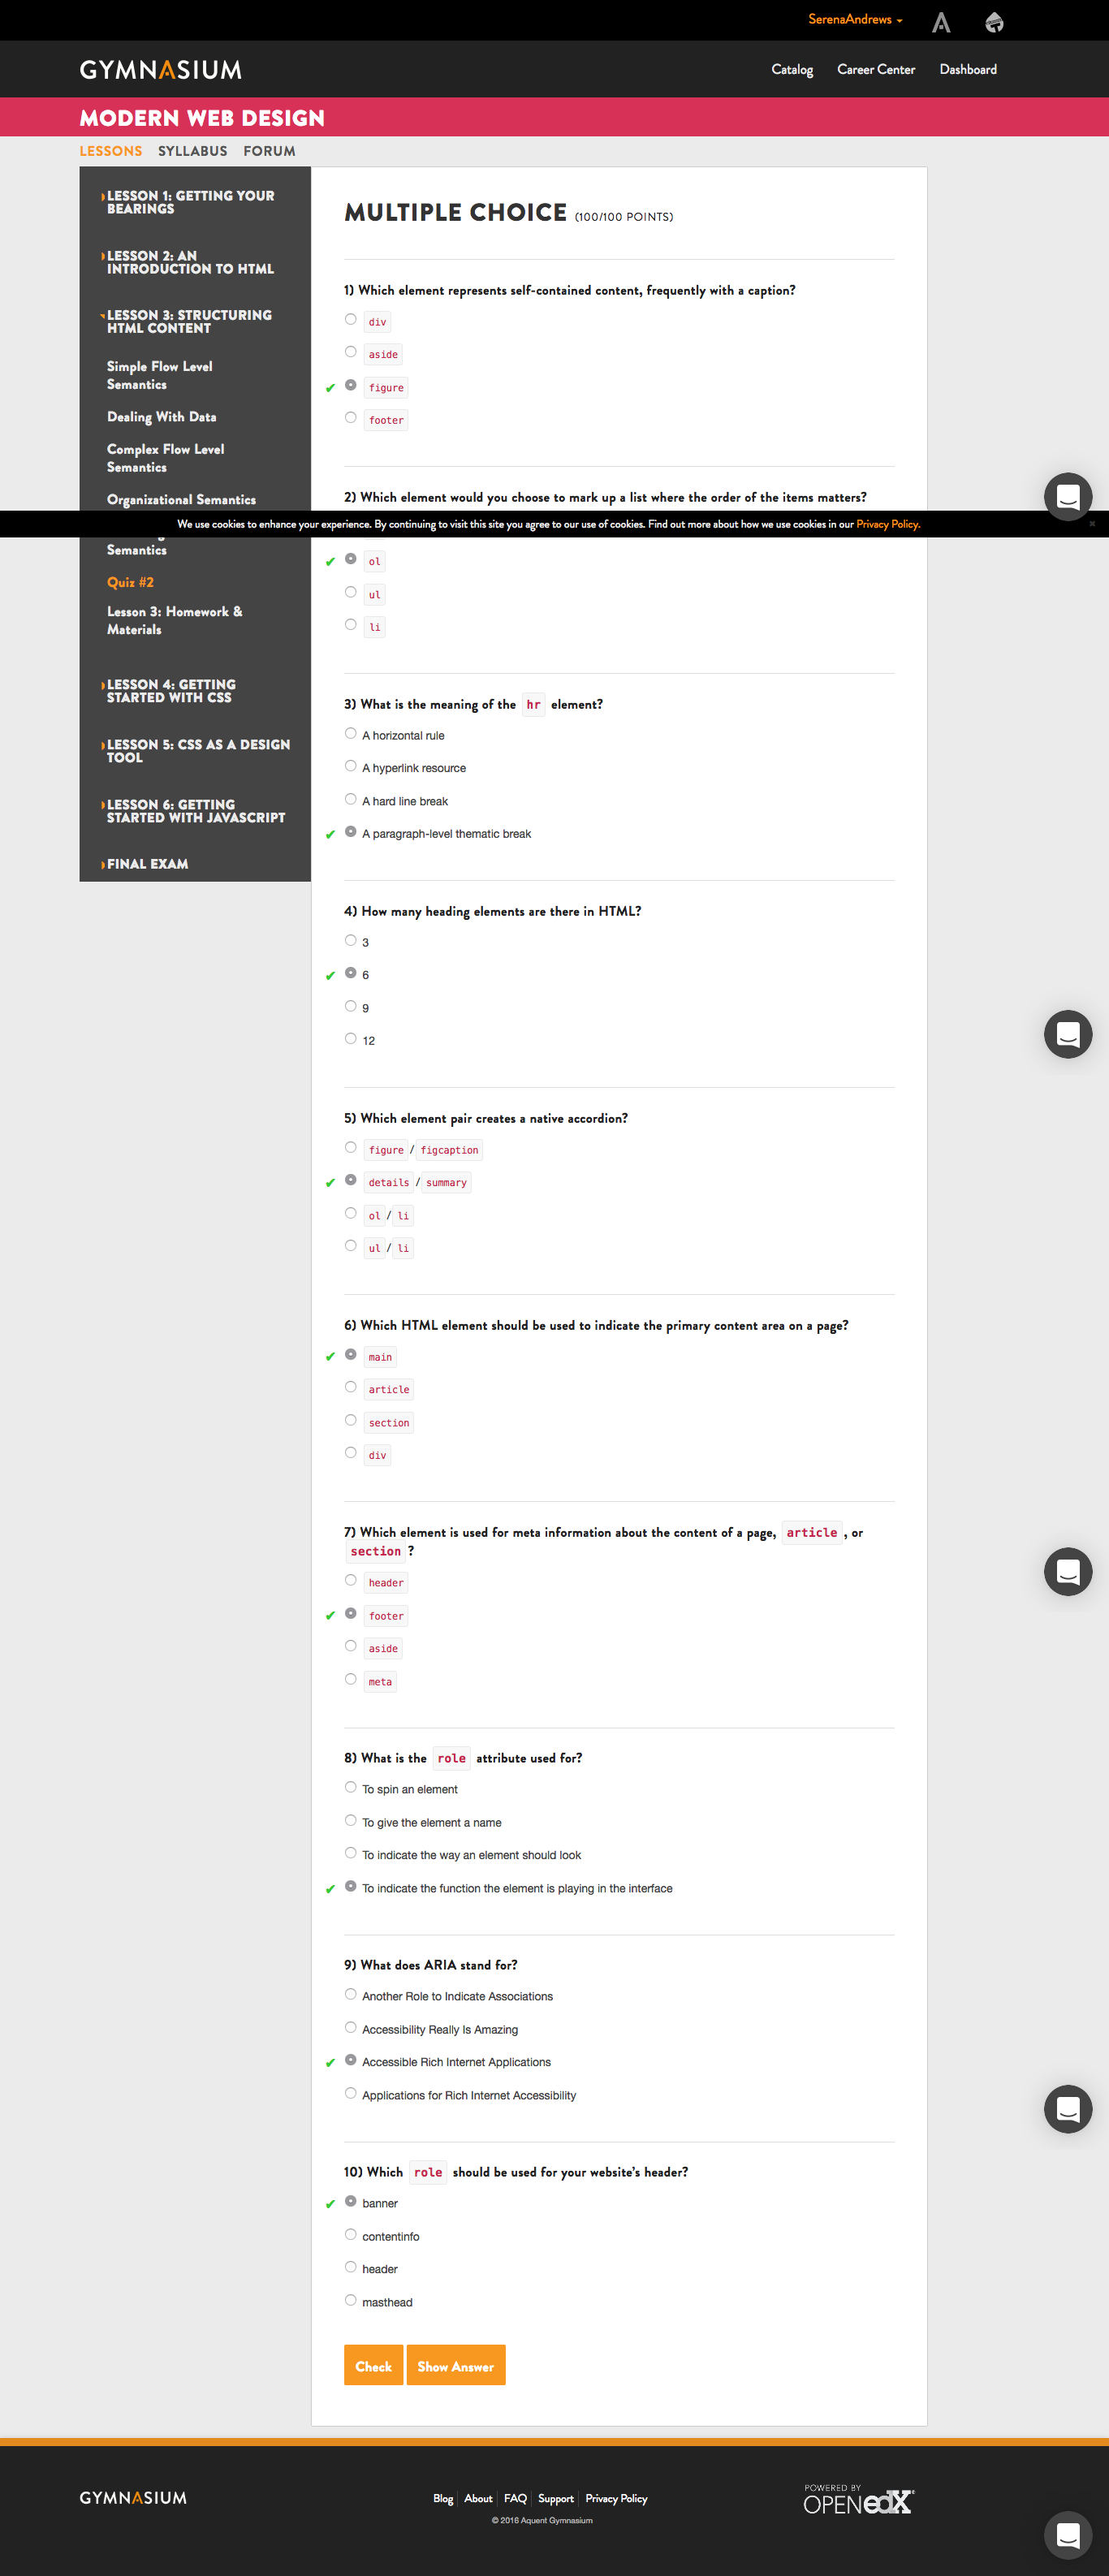 SerenaAndrews
GYMNASIUM
Catalog Career Center Dashboard
MODERN WEB DESIGN
LESSONS SYLLABUS FORUM
LESSON 1: GETTING YOUR
BEARINGS
LESSON 2: AN
INTRODUCTION TO HTML
LESSON 3: STRUCTURING
HTML CONTENT
Simple Flow Level
Semantics
Dealing With Data
Complex Flow Level
Semantics
Organizational Semantics
Semantics
Quiz #2
Lesson 3: Homework &
Materials
LESSON 4: GETTING
STARTED WITH CSS
LESSON 5: CSS AS A DESIGN
TOOL
LESSON 6: GETTING
STARTED WITH JAVASCRIPT
FINAL EXAM
MULTIPLE CHOICE (100/100 POINTS)
1) Which element represents self-contained content, frequently with a caption?
div
aside
figure
footer
2) Which element would you choose to mark up a list where the order of the items matters?
We use cookies to enhance your experience. By continuing to visit this site you agree to our use of cookies. Find out more about how we use cookies in our Privacy Policy.
ol
ul
li
3) What is the meaning of the hr element?
A horizontal rule
A hyperlink resource
A hard line break
A paragraph-level thematic break
4) How many heading elements are there in HTML?
3
6
9
12
5) Which element pair creates a native accordion?
figure / figcaption
details / summary
ol / li
ul / li
6) Which HTML element should be used to indicate the primary content area on a page?
main
article
section
div
7) Which element is used for meta information about the content of a page, article, or
section ?
header
footer
aside
meta
8) What is the role attribute used for?
To spin an element
To give the element a name
To indicate the way an element should look
To indicate the function the element is playing in the interface
9) What does ARIA stand for?
Another Role to Indicate Associations
Accessibility Really Is Amazing
Accessible Rich Internet Applications
Applications for Rich Internet Accessibility
10) Which role should be used for your website's header?
banner
contentinfo
header
masthead
Check Show Answer
GYMNASIUM
Blog About FAQ Support Privacy Policy
© 2016 Aquent Gymnasium
POWERED BY
OPEN edX